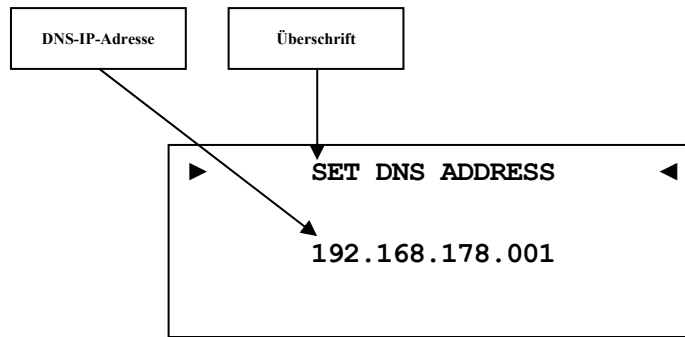 DNS-IP-Adresse
Überschrift
► SET DNS ADDRESS ◄
192.168.178.001